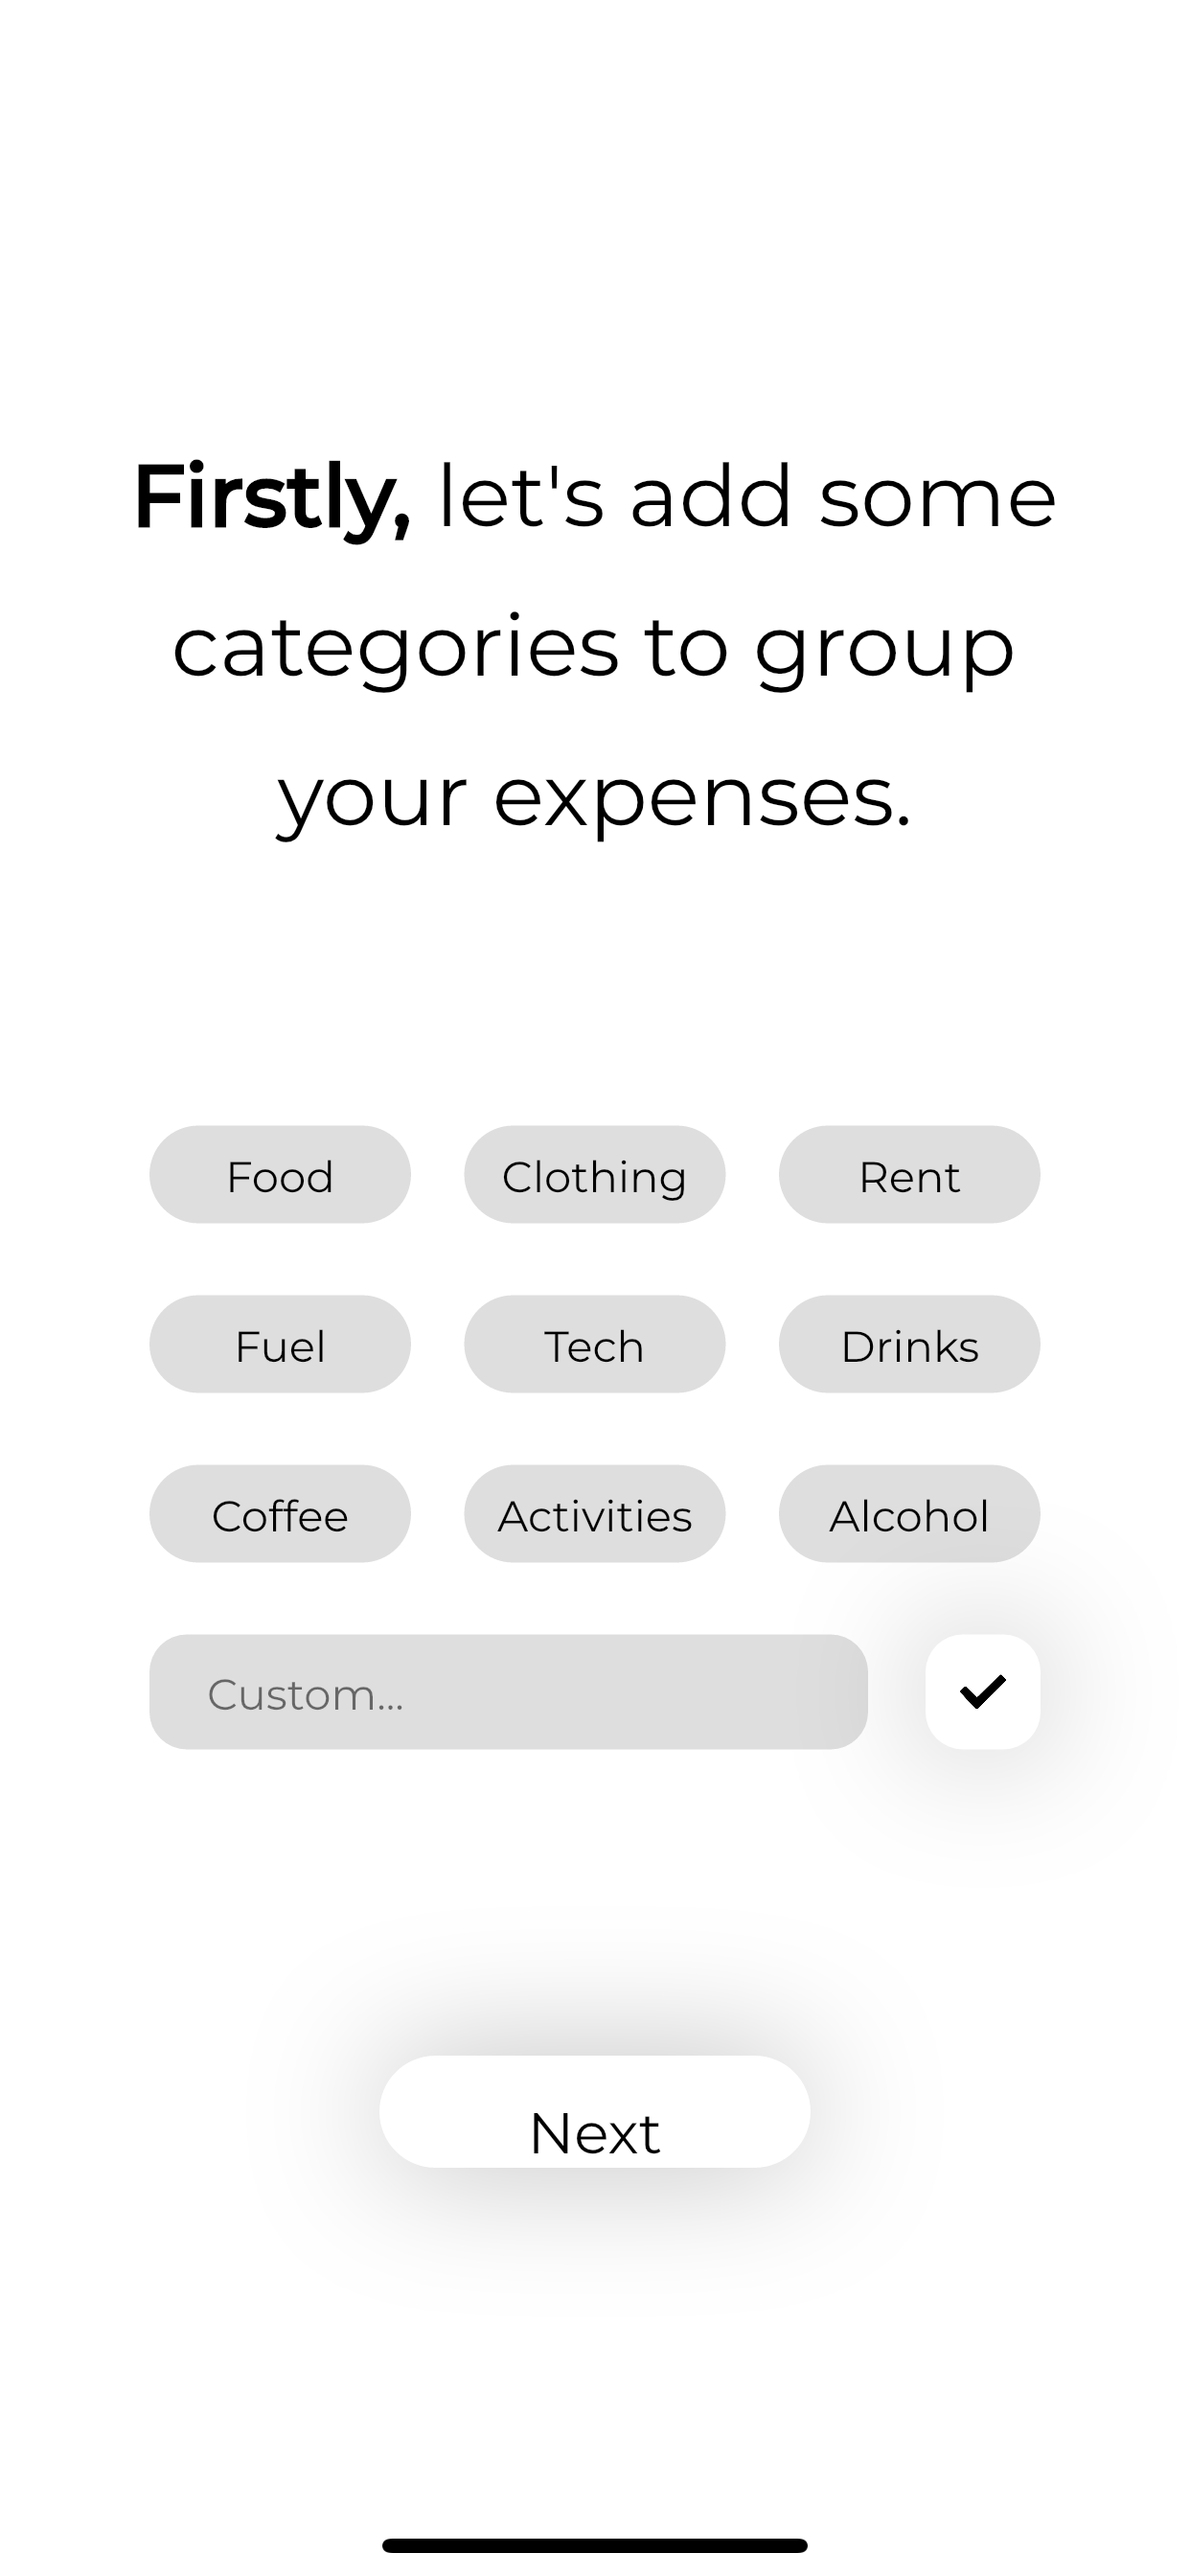 Firstly, let's add some
categories to group
your expenses.
Food Clothing Rent
Fuel Tech Drinks
Coffee Activities Alcohol
Custom...
Next